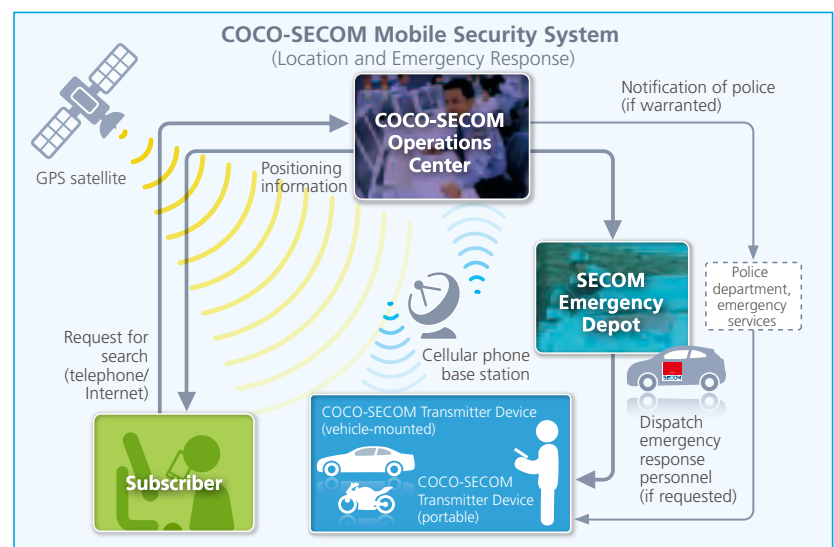 COCO-SECOM Mobile Security System
(Location and Emergency Response)
GPS satellite
Positioning
information
COCO-SECOM
Operations
Center
Notification of police
(if warranted)
SECOM
Emergency
Depot
Police
department,
emergency
services
Request for
search
(telephone/
Internet)
Cellular phone
base station
SECOM
Dispatch
emergency
response
personnel
(if requested)
Subscriber
COCO-SECOM Transmitter Device
(vehicle-mounted)
COCO-SECOM
Transmitter Device
(portable)